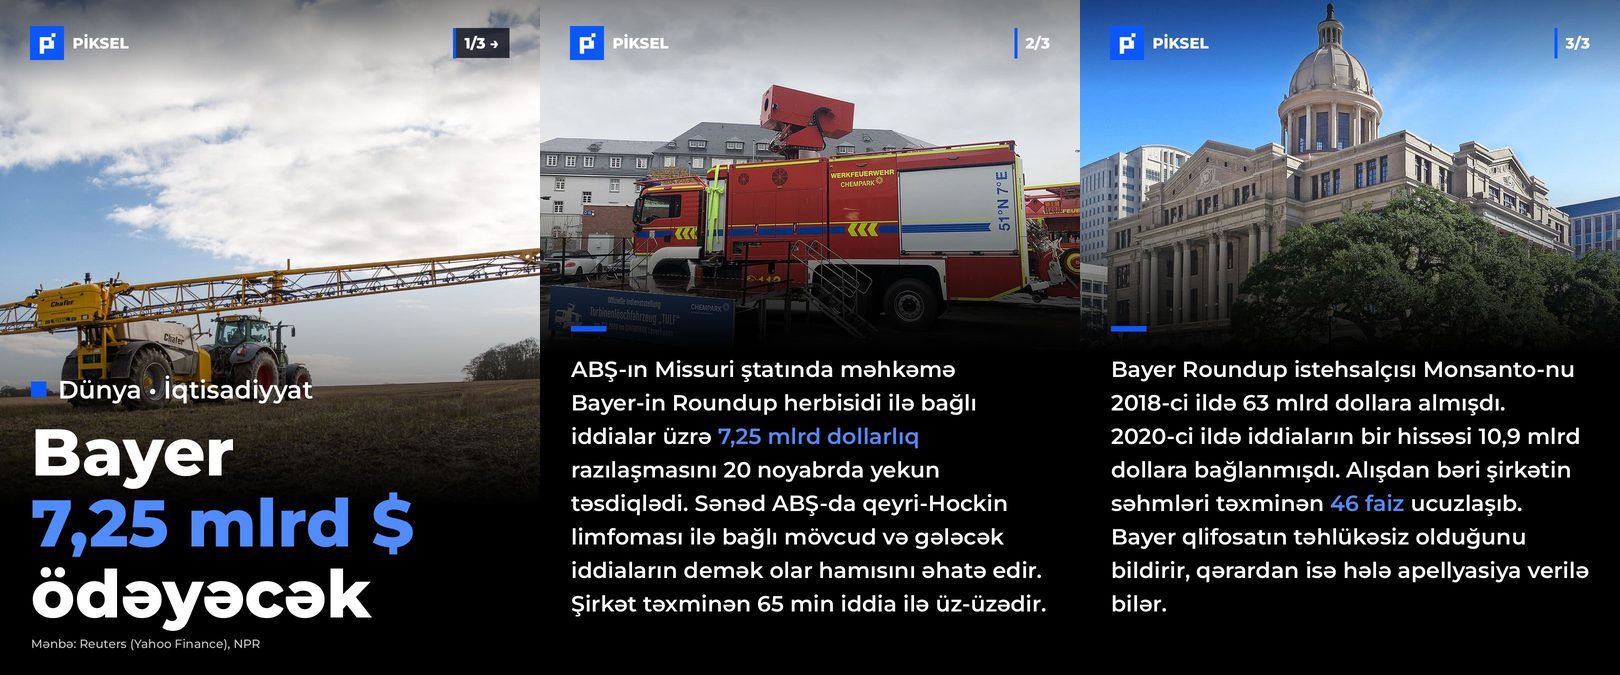 PİKSEL
1/3 →
Chafer
Chafer
Dünya • İqtisadiyyat
Bayer
7,25 mlrd $
ödəyəcək
Mənbə: Reuters (Yahoo Finance), NPR
PİKSEL
2/3
WERKFEUERWEHR
CHEMPARK
51°N 7°E
112
CHEMPARK
Turbinenlöschfahrzeug „TULF"
ABŞ-ın Missuri ştatında məhkəmə
Bayer-in Roundup herbisidi ilə bağlı
iddialar üzrə 7,25 mlrd dollarlıq
razılaşmasını 20 noyabrda yekun
təsdiqlədi. Sənəd ABŞ-da qeyri-Hockin
limfoması ilə bağlı mövcud və gələcək
iddiaların demək olar hamısını əhatə edir.
Şirkət təxminən 65 min iddia ilə üz-üzədir.
PİKSEL
3/3
Bayer Roundup istehsalçısı Monsanto-nu
2018-ci ildə 63 mlrd dollara almışdı.
2020-ci ildə iddiaların bir hissəsi 10,9 mlrd
dollara bağlanmışdı. Alışdan bəri şirkətin
səhmləri təxminən 46 faiz ucuzlaşıb.
Bayer qlifosatın təhlükəsiz olduğunu
bildirir, qərardan isə hələ apellyasiya verilə
bilər.